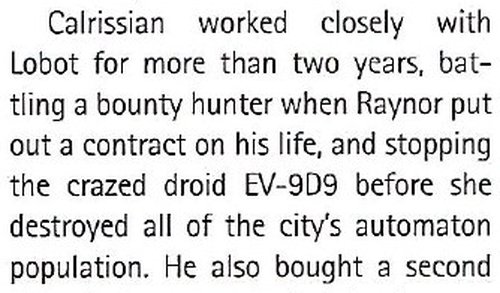 Calrissian worked closely with
Lobot for more than two years, bat-
tling a bounty hunter when Raynor put
out a contract on his life, and stopping
the crazed droid EV-9D9 before she
destroyed all of the city's automaton
population. He also bought a second